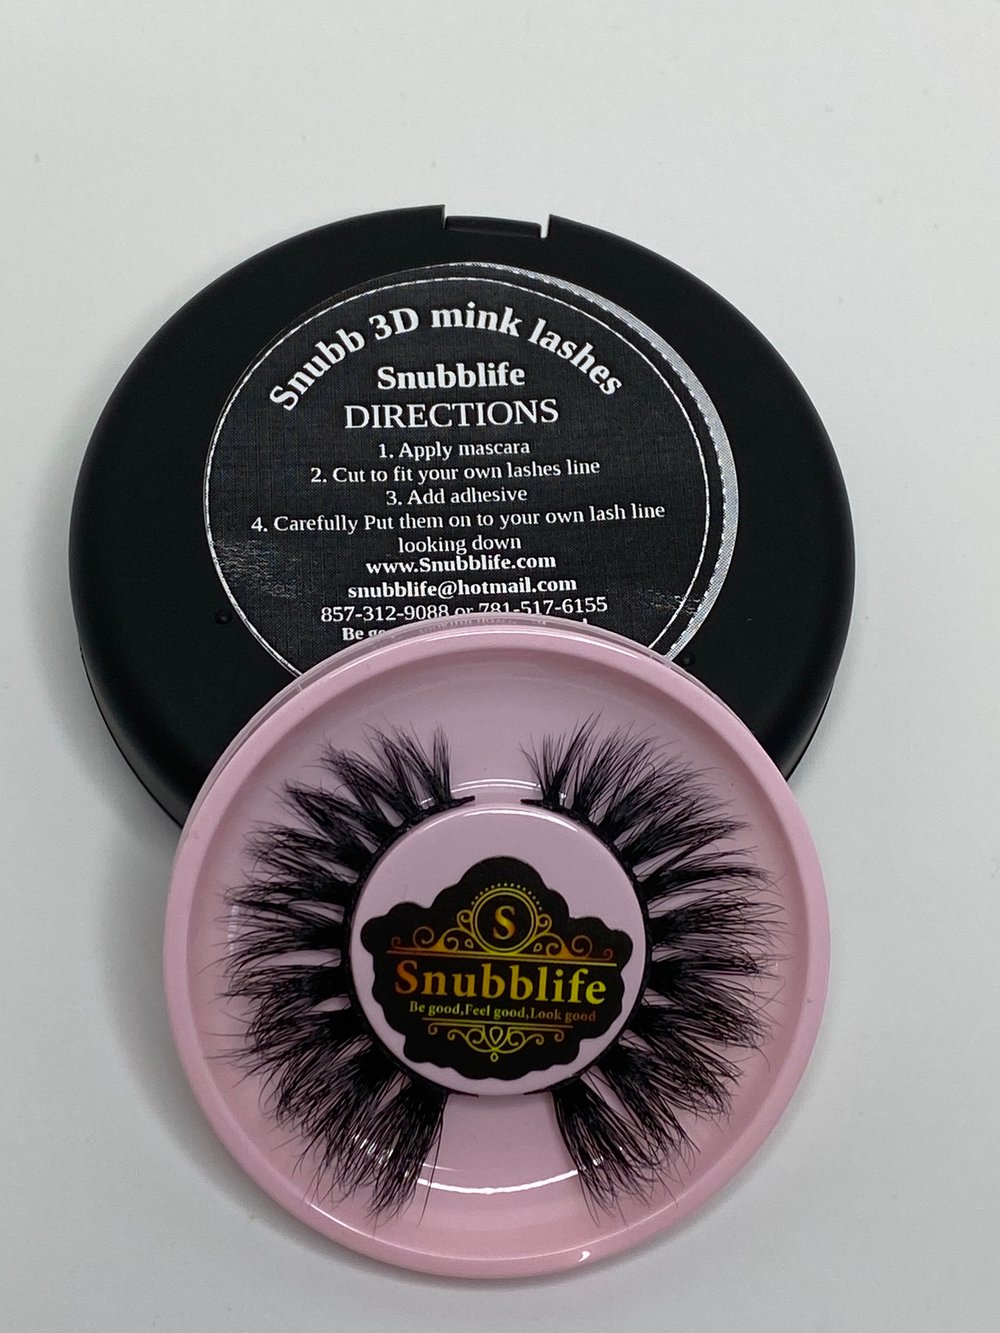 Snubb 3D mink lashes
Snubblife
DIRECTIONS
1. Apply mascara
2. Cut to fit your own lashes line
3. Add adhesive
4. Carefully Put them on to your own lash line
looking down
www.Snubblife.com
snubblife@hotmail.com
857-312-9088 or 781-517-6155
Be
S
Snubblife
Be good,Feel good,Look good